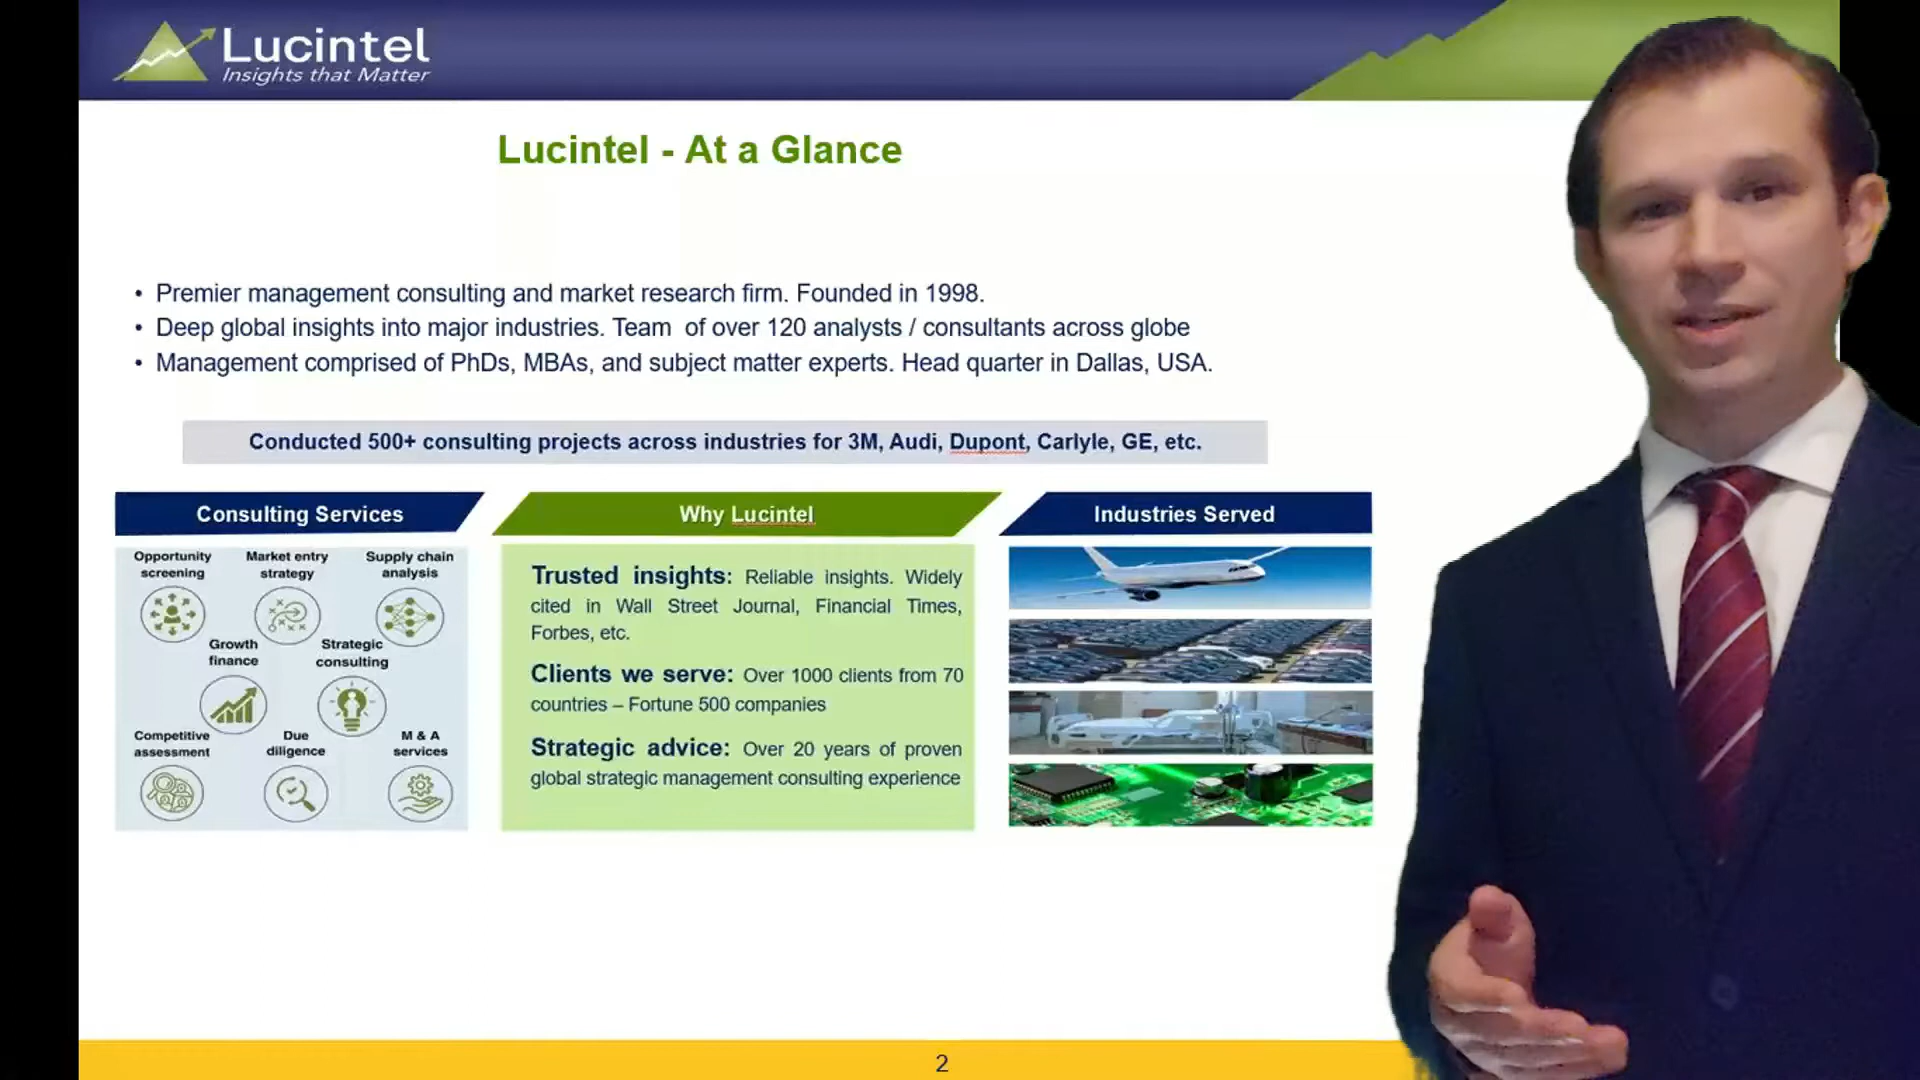 Lucintel
Insights that Matter
Lucintel - At a Glance
• Premier management consulting and market research firm. Founded in 1998.
• Deep global insights into major industries. Team of over 120 analysts / consultants across globe
• Management comprised of PhDs, MBAs, and subject matter experts. Head quarter in Dallas, USA.
Conducted 500+ consulting projects across industries for 3M, Audi, Dupont, Carlyle, GE, etc.
Consulting Services
Opportunity
screening
Market entry
strategy
Supply chain
analysis
Growth
finance
Strategic
consulting
Competitive
assessment
Due
diligence
M & A
services
Why Lucintel
Trusted insights: Reliable insights. Widely
cited in Wall Street Journal, Financial Times,
Forbes, etc.
Clients we serve: Over 1000 clients from 70
countries – Fortune 500 companies
Strategic advice: Over 20 years of proven
global strategic management consulting experience
Industries Served
2